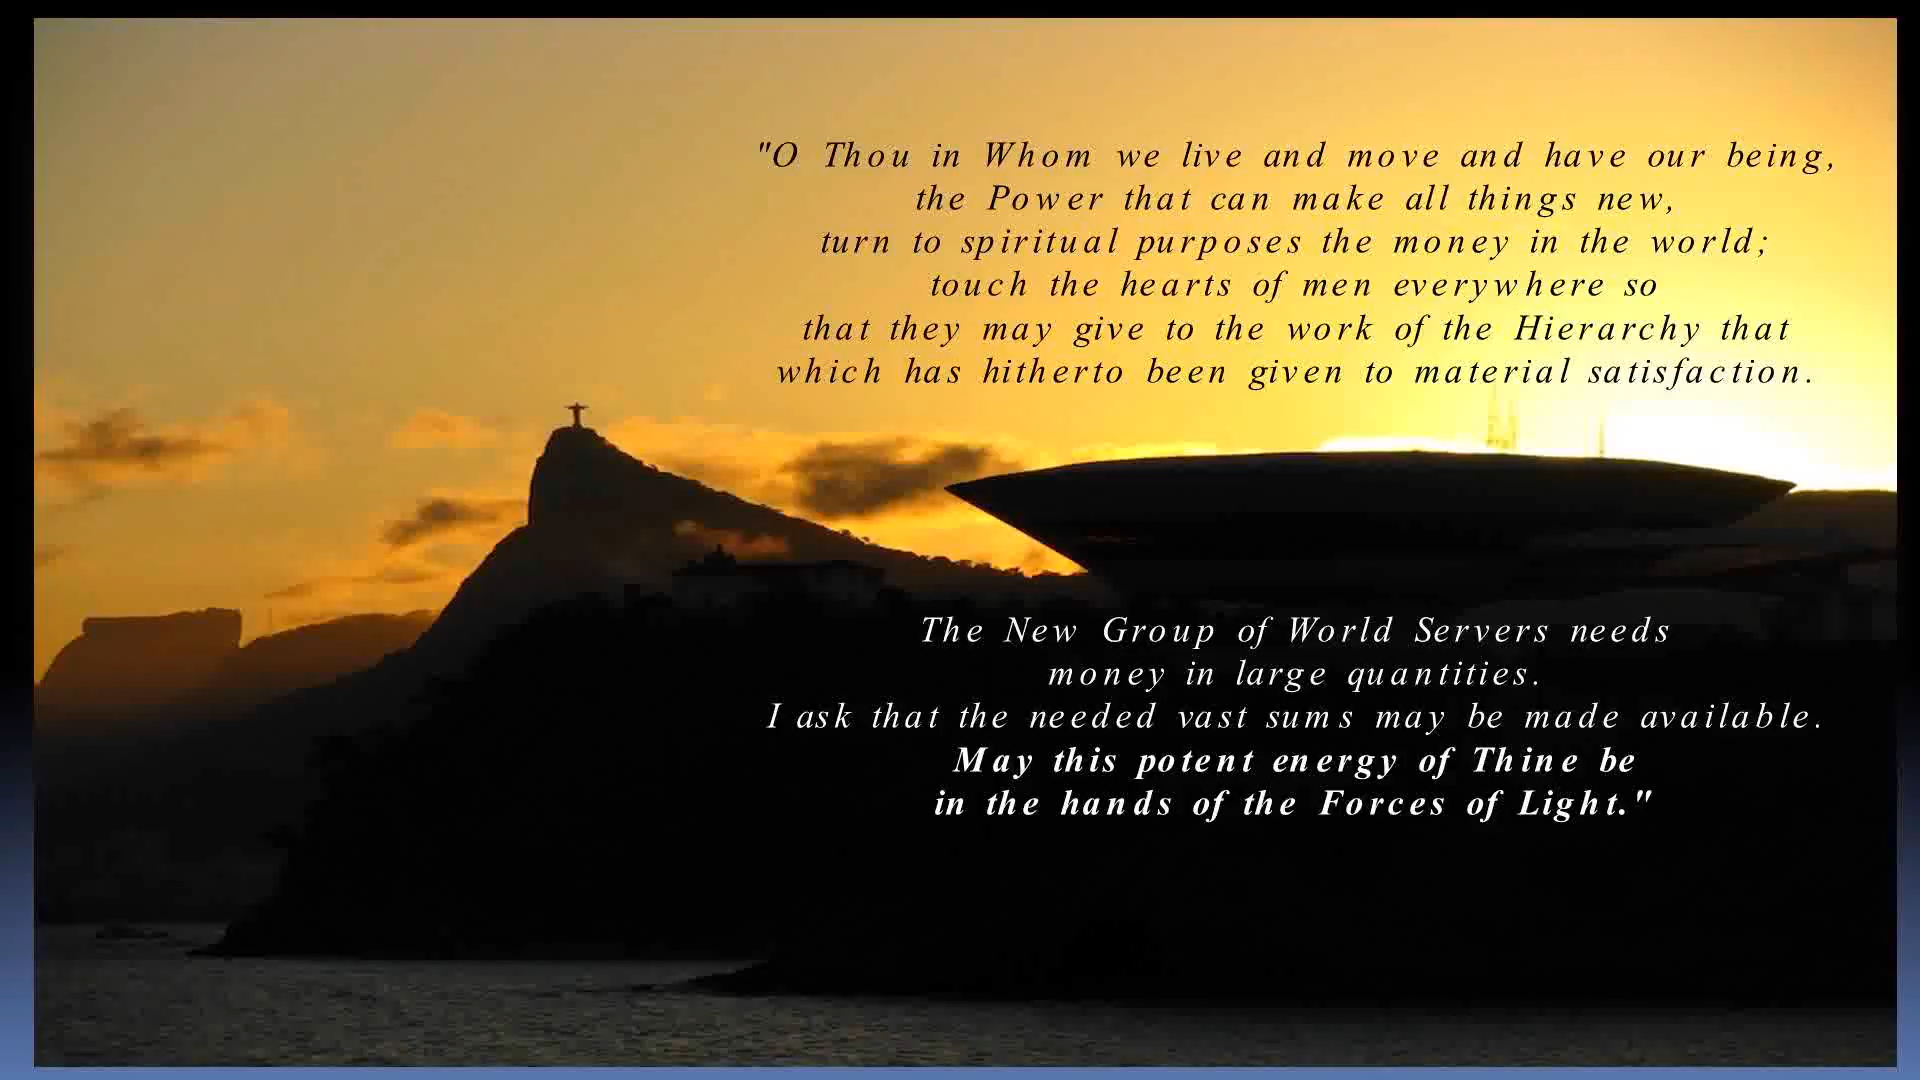 "O Thou in Whom we live and move and have our being,
the Power that can make all things new,
turn to spiritual purposes the money in the world;
touch the hearts of men everywhere so
that they may give to the work of the Hierarchy that
which has hitherto been given to material satisfaction.
The New Group of World Servers needs
money in large quantities.
I ask that the needed vast sums may be made available.
May this potent energy of Thine be
in the hands of the Forces of Light."